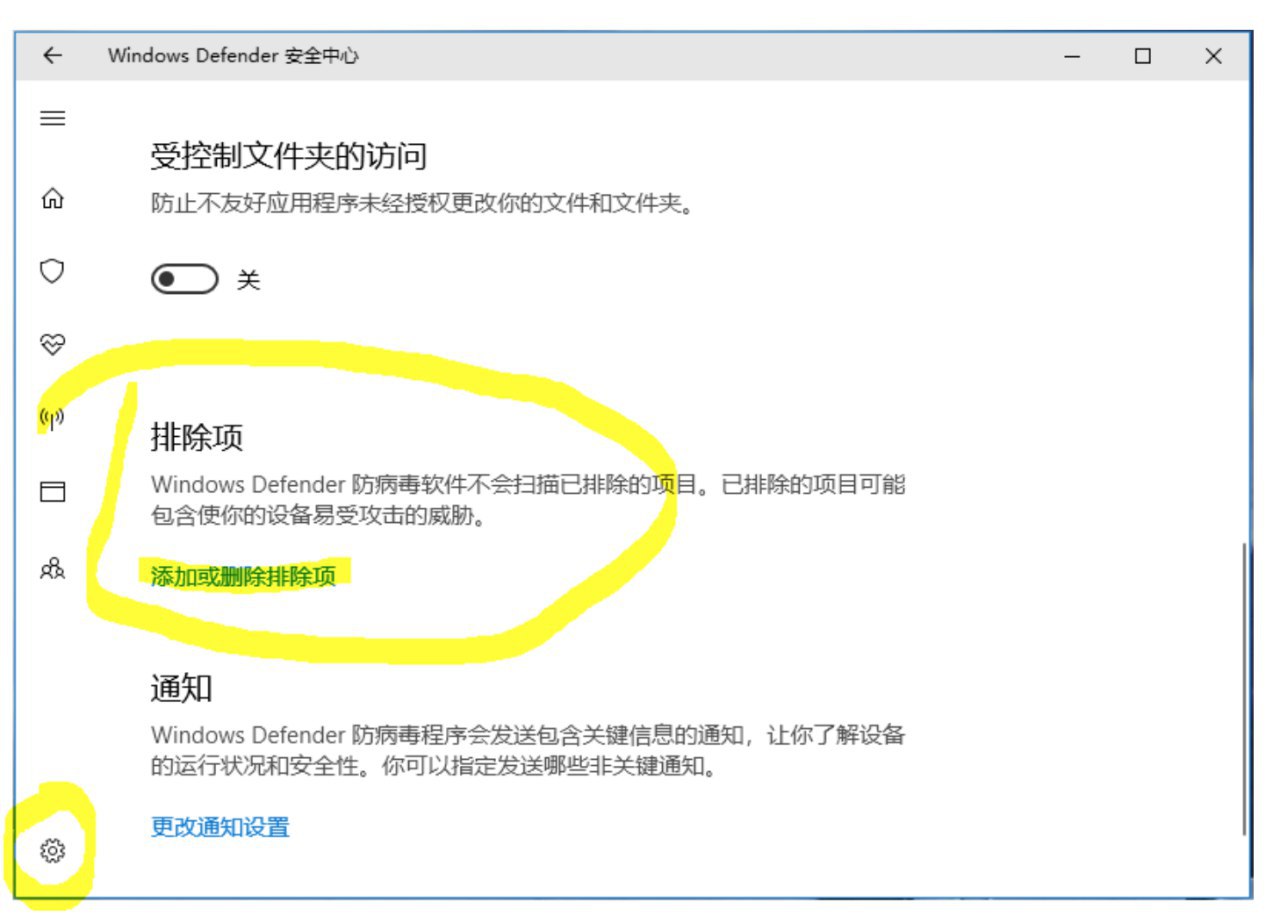 Windows Defender 安全中心
受控制文件夹的访问
防止不友好应用程序未经授权更改你的文件和文件夹。
关
排除项
Windows Defender 防病毒软件不会扫描已排除的项目。已排除的项目可能
包含使你的设备易受攻击的威胁。
添加或删除排除项
通知
Windows Defender 防病毒程序会发送包含关键信息的通知，让你了解设备
的运行状况和安全性。你可以指定发送哪些非关键通知。
更改通知设置